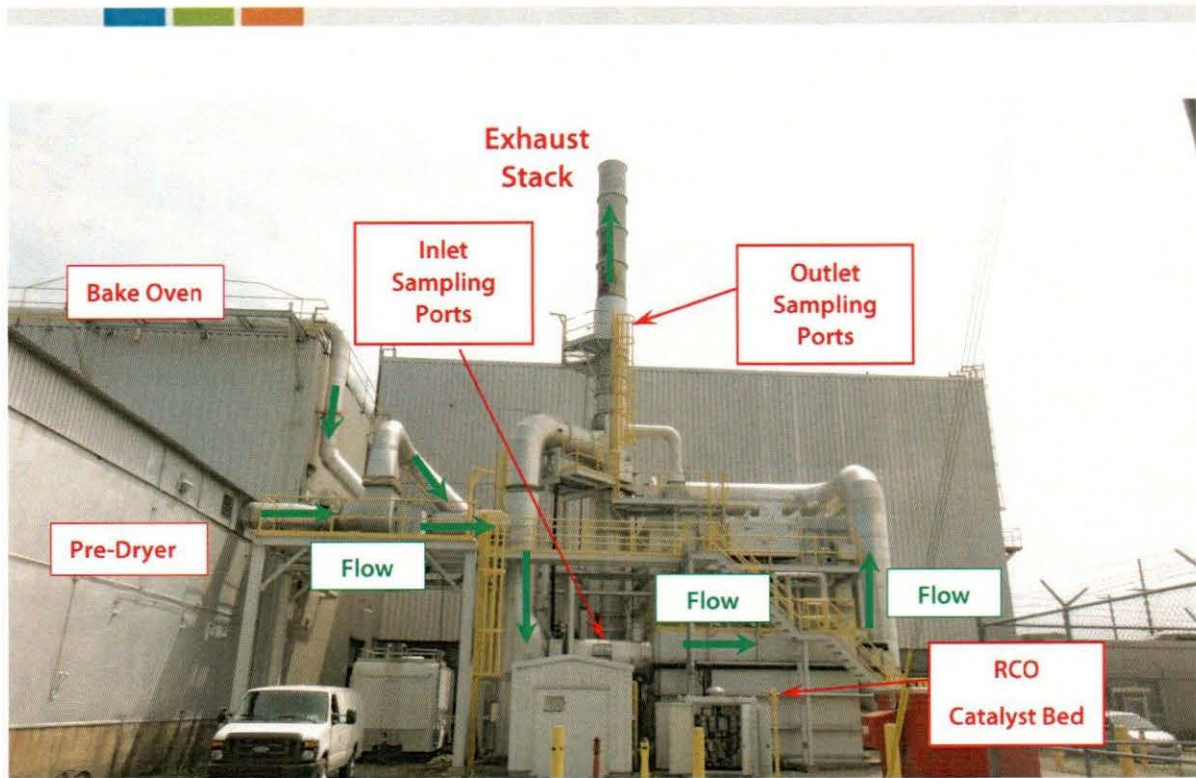 Exhaust
Stack
Inlet
Sampling
Ports
Outlet
Sampling
Ports
Bake Oven
Pre-Dryer
Flow
Flow
Flow
RCO
Catalyst Bed